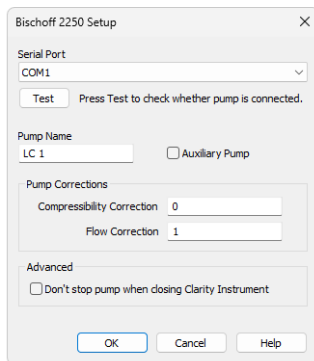 Bischoff 2250 Setup
Serial Port
COM1
Test Press Test to check whether pump is connected.
Pump Name
LC 1 Auxiliary Pump
Pump Corrections
Compressibility Correction 0
Flow Correction 1
Advanced
Don't stop pump when closing Clarity Instrument
OK Cancel Help